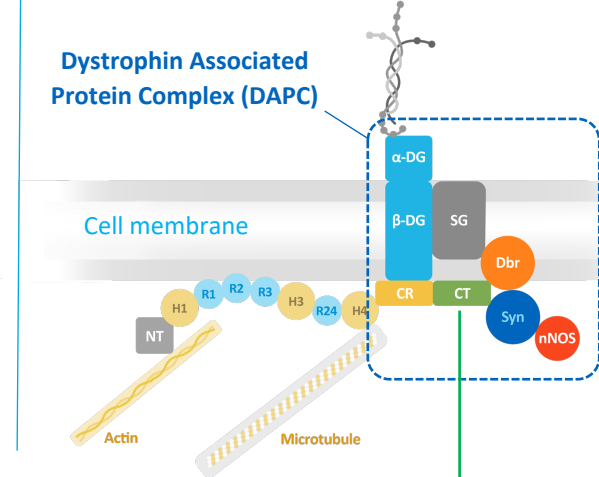 Dystrophin Associated
Protein Complex (DAPC)
α-DG
Cell membrane
β-DG
SG
Dbr
H1
R1
R2
R3
H3
R24
H4
CR
CT
Syn
NT
nNOS
Actin
Microtubule